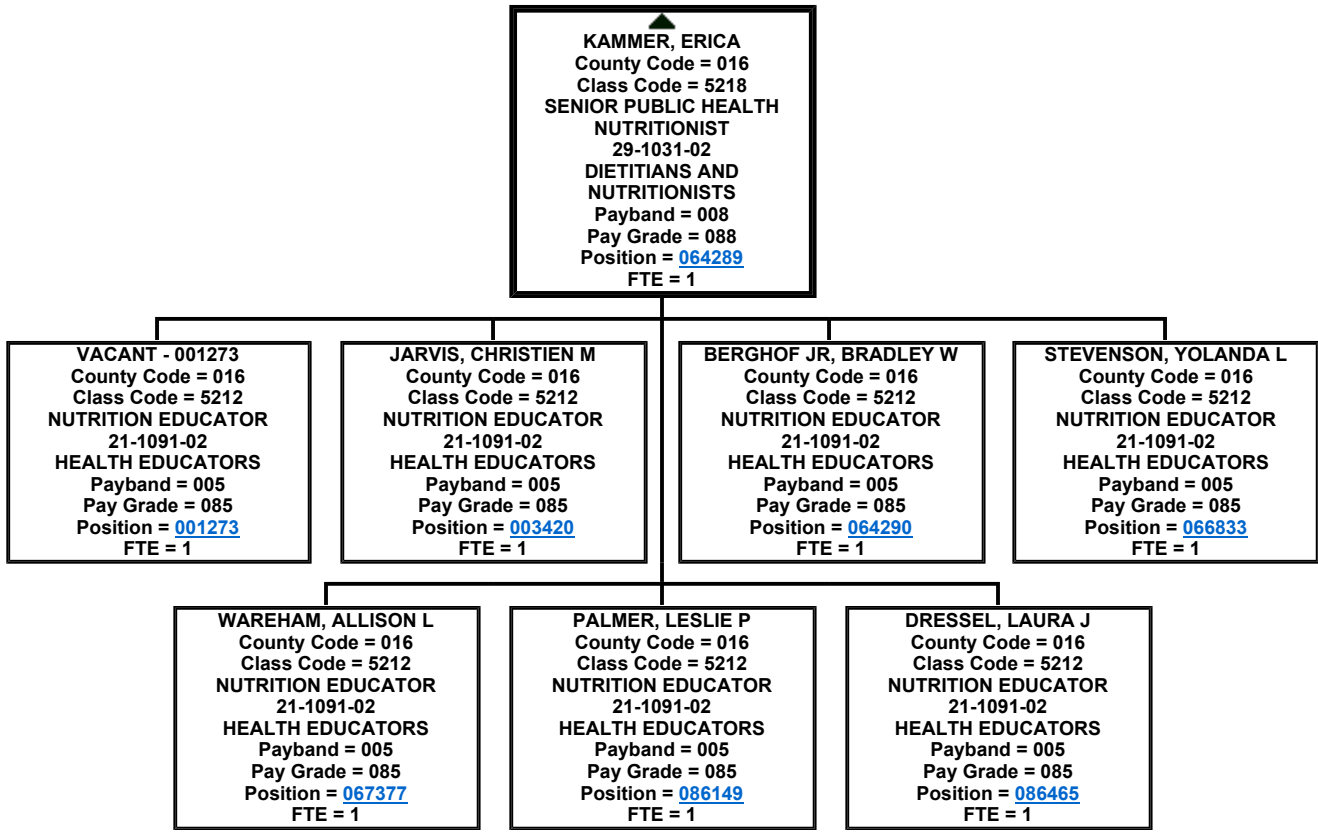 KAMMER, ERICA
County Code = 016
Class Code = 5218
SENIOR PUBLIC HEALTH
NUTRITIONIST
29-1031-02
DIETITIANS AND
NUTRITIONISTS
Payband = 008
Pay Grade = 088
Position = 064289
FTE = 1
VACANT - 001273
County Code = 016
Class Code = 5212
NUTRITION EDUCATOR
21-1091-02
HEALTH EDUCATORS
Payband = 005
Pay Grade = 085
Position = 001273
FTE = 1
JARVIS, CHRISTIEN M
County Code = 016
Class Code = 5212
NUTRITION EDUCATOR
21-1091-02
HEALTH EDUCATORS
Payband = 005
Pay Grade = 085
Position = 003420
FTE = 1
BERGHOF JR, BRADLEY W
County Code = 016
Class Code = 5212
NUTRITION EDUCATOR
21-1091-02
HEALTH EDUCATORS
Payband = 005
Pay Grade = 085
Position = 064290
FTE = 1
STEVENSON, YOLANDA L
County Code = 016
Class Code = 5212
NUTRITION EDUCATOR
21-1091-02
HEALTH EDUCATORS
Payband = 005
Pay Grade = 085
Position = 066833
FTE = 1
WAREHAM, ALLISON L
County Code = 016
Class Code = 5212
NUTRITION EDUCATOR
21-1091-02
HEALTH EDUCATORS
Payband = 005
Pay Grade = 085
Position = 067377
FTE = 1
PALMER, LESLIE P
County Code = 016
Class Code = 5212
NUTRITION EDUCATOR
21-1091-02
HEALTH EDUCATORS
Payband = 005
Pay Grade = 085
Position = 086149
FTE = 1
DRESSEL, LAURA J
County Code = 016
Class Code = 5212
NUTRITION EDUCATOR
21-1091-02
HEALTH EDUCATORS
Payband = 005
Pay Grade = 085
Position = 086465
FTE = 1